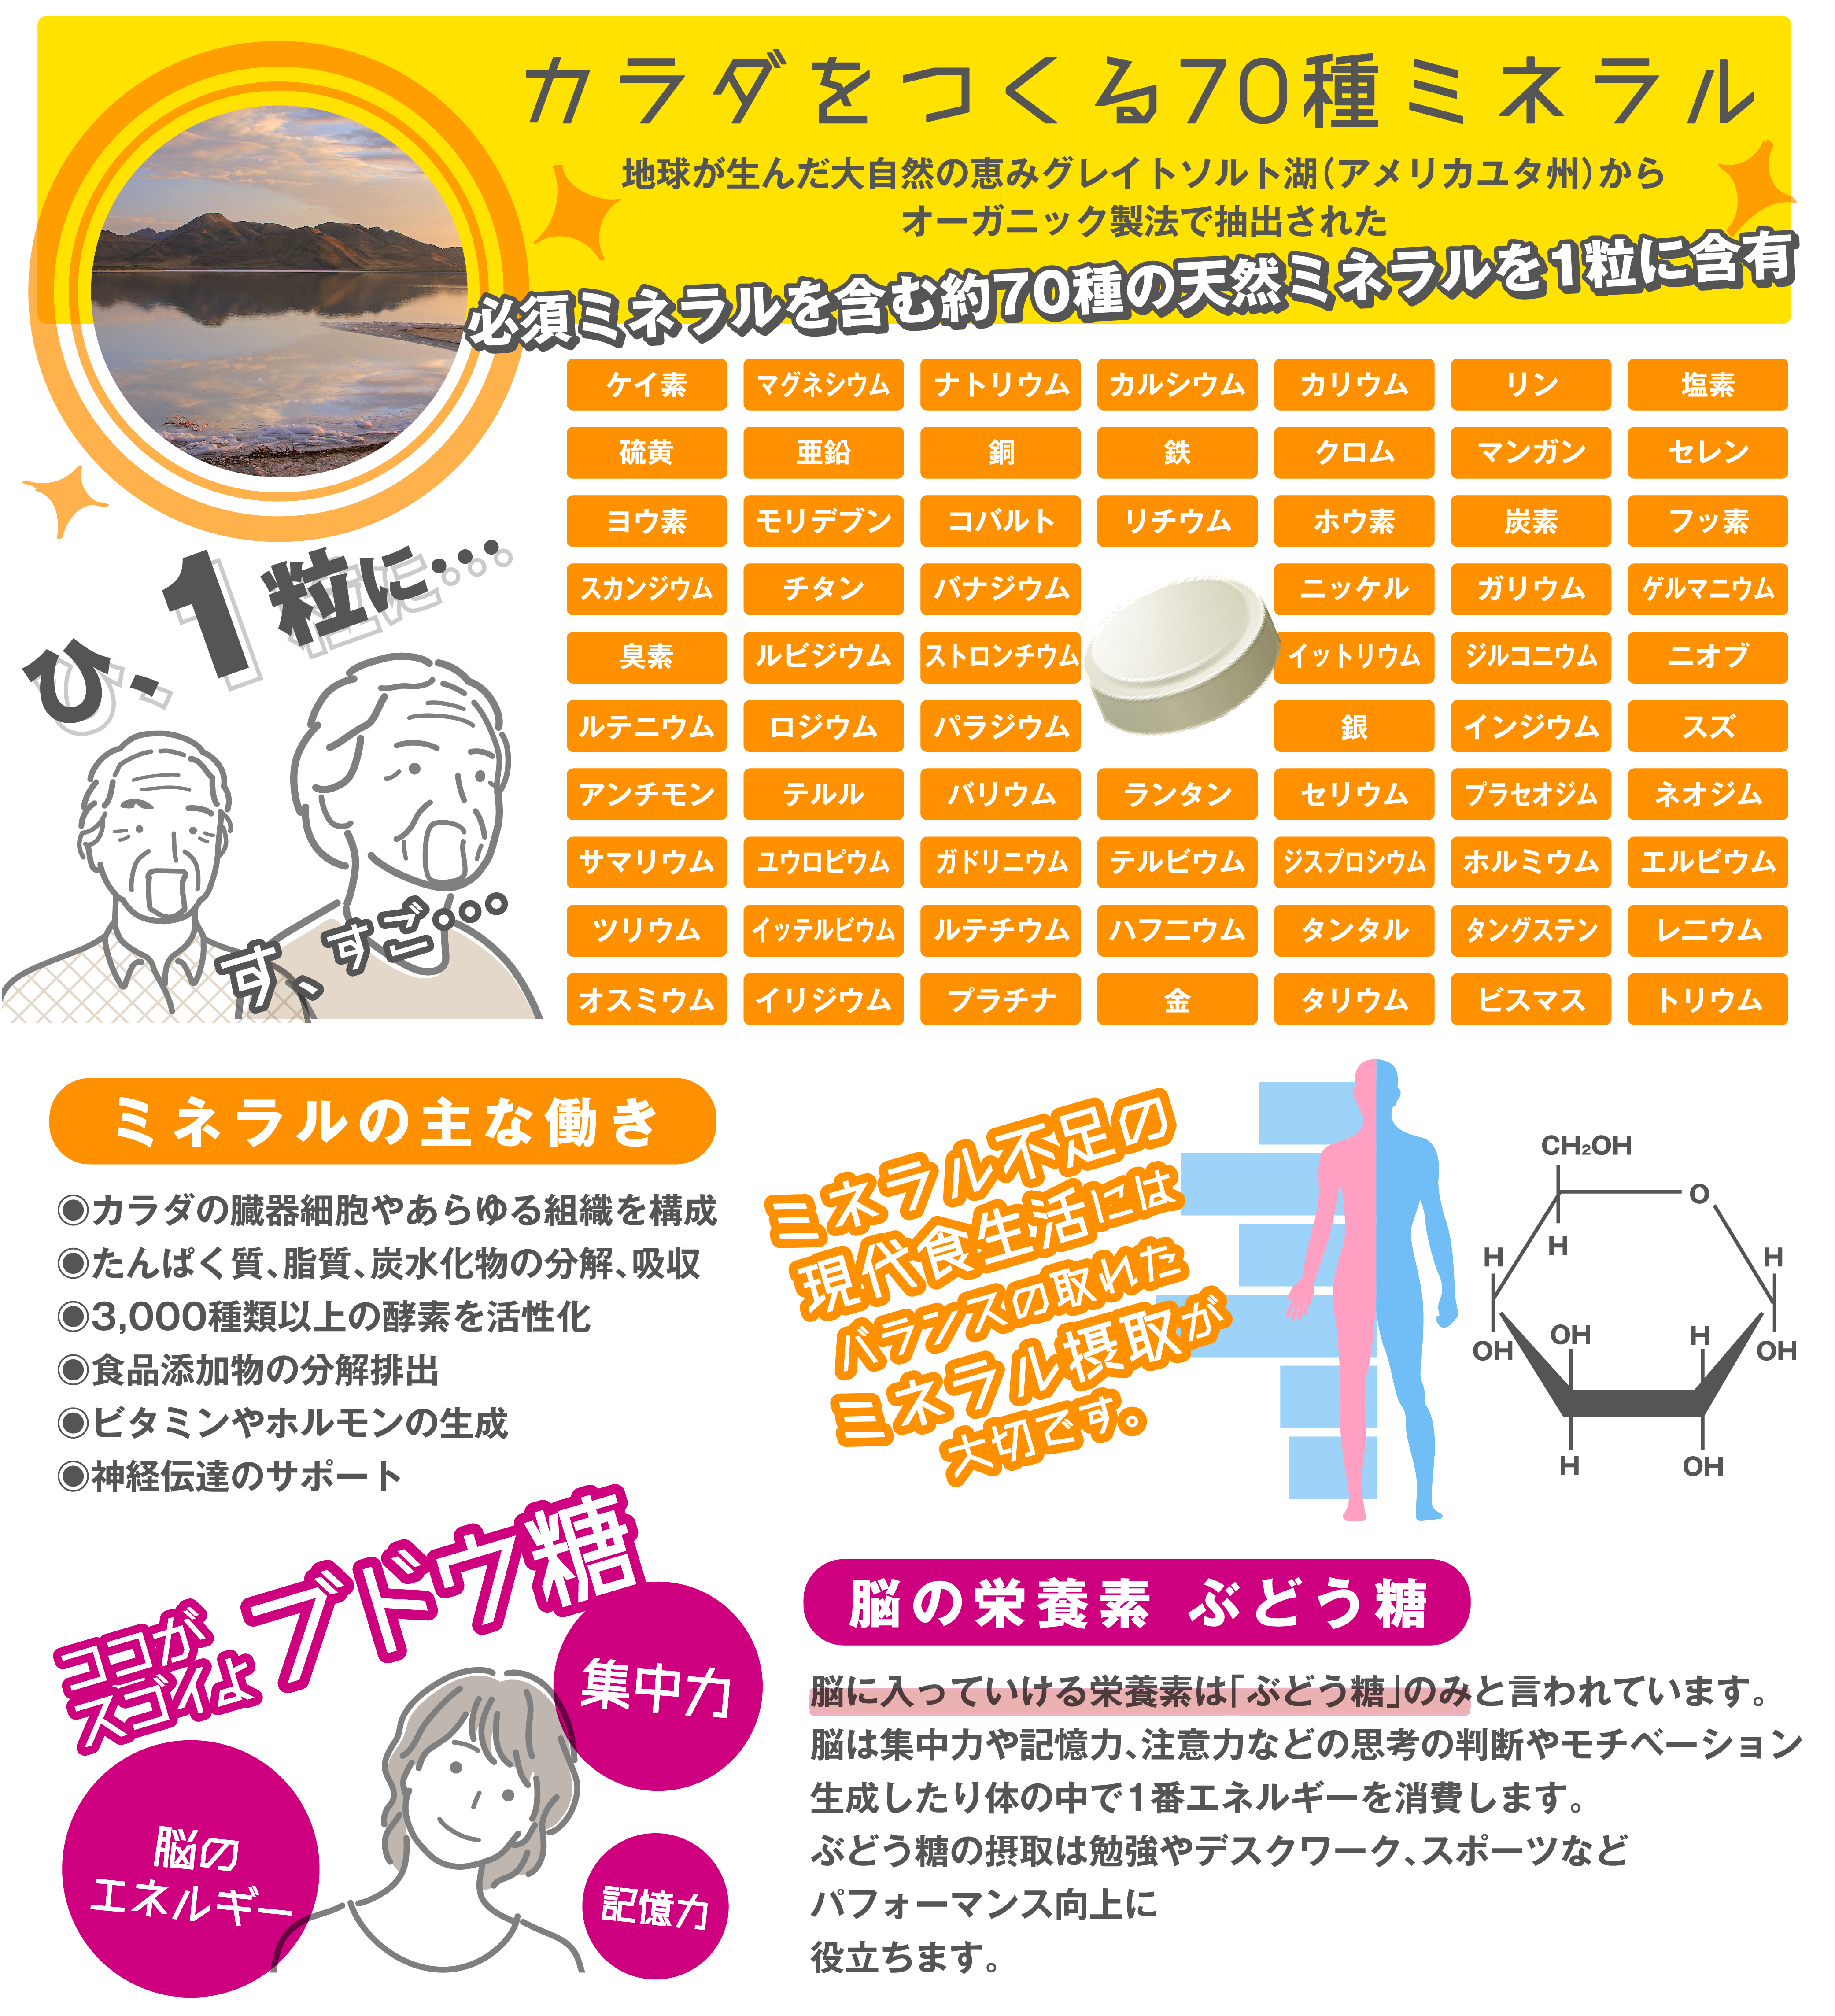 カラダをつくる70種ミネラル
地球が生んだ大自然の恵みグレイトソルト湖（アメリカユタ州）から
オーガニック製法で抽出された
必須ミネラルを含む約70種の天然ミネラルを1粒に含有
ケイ素 マグネシウム ナトリウム カルシウム カリウム リン 塩素
硫黄 亜鉛 銅 鉄 クロム マンガン セレン
ヨウ素 モリデブン コバルト リチウム ホウ素 炭素 フッ素
スカンジウム チタン バナジウム ニッケル ガリウム ゲルマニウム
臭素 ルビジウム ストロンチウム イットリウム ジルコニウム ニオブ
ルテニウム ロジウム パラジウム 銀 インジウム スズ
アンチモン テルル バリウム ランタン セリウム プラセオジム ネオジム
サマリウム ユウロピウム ガドリニウム テルビウム ジスプロシウム ホルミウム エルビウム
ツリウム イッテルビウム ルテチウム ハフニウム タンタル タングステン レニウム
オスミウム イリジウム プラチナ 金 タリウム ビスマス トリウム
ひ、1粒に…
す、すご…
ミネラルの主な働き
◉カラダの臓器細胞やあらゆる組織を構成
◉たんぱく質、脂質、炭水化物の分解、吸収
◉3,000種類以上の酵素を活性化
◉食品添加物の分解排出
◉ビタミンやホルモンの生成
◉神経伝達のサポート
ミネラル不足の
現代食生活には
バランスの取れた
ミネラル摂取が
大切です。
CH₂OH
O
H
H
H
OH
OH
H
OH
H
OH
ココが
スゴイよ
ブドウ糖
集中力
脳の
エネルギー
記憶力
脳の栄養素 ぶどう糖
脳に入っていける栄養素は「ぶどう糖」のみと言われています。
脳は集中力や記憶力、注意力などの思考の判断やモチベーション
生成したり体の中で1番エネルギーを消費します。
ぶどう糖の摂取は勉強やデスクワーク、スポーツなど
パフォーマンス向上に
役立ちます。